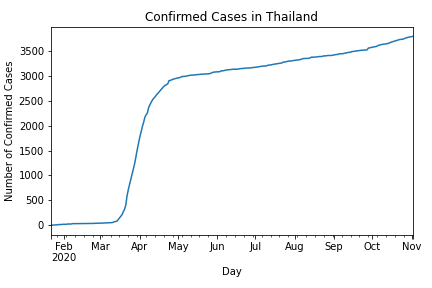 Confirmed Cases in Thailand
Number of Confirmed Cases
3500
3000
2500
2000
1500
1000
500
0
Feb Mar Apr May Jun Jul Aug Sep Oct Nov
2020
Day